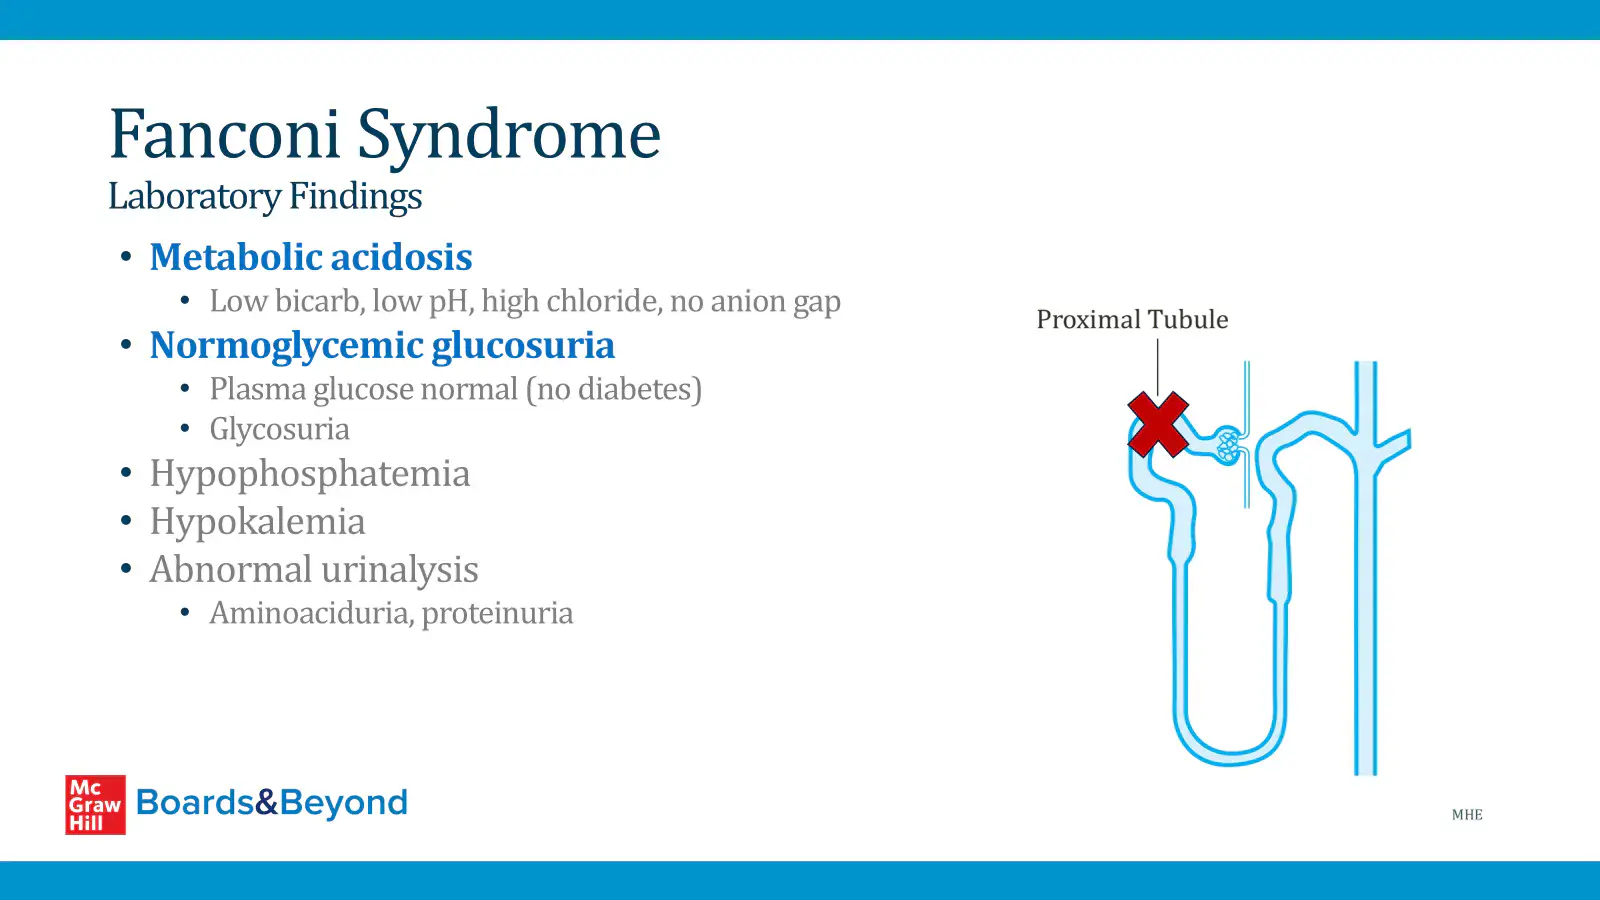 Fanconi Syndrome
Laboratory Findings
• Metabolic acidosis
• Low bicarb, low pH, high chloride, no anion gap
• Normoglycemic glucosuria
• Plasma glucose normal (no diabetes)
• Glycosuria
• Hypophosphatemia
• Hypokalemia
• Abnormal urinalysis
• Aminoaciduria, proteinuria
Proximal Tubule
Mc
Graw
Hill
Boards&Beyond
MHE